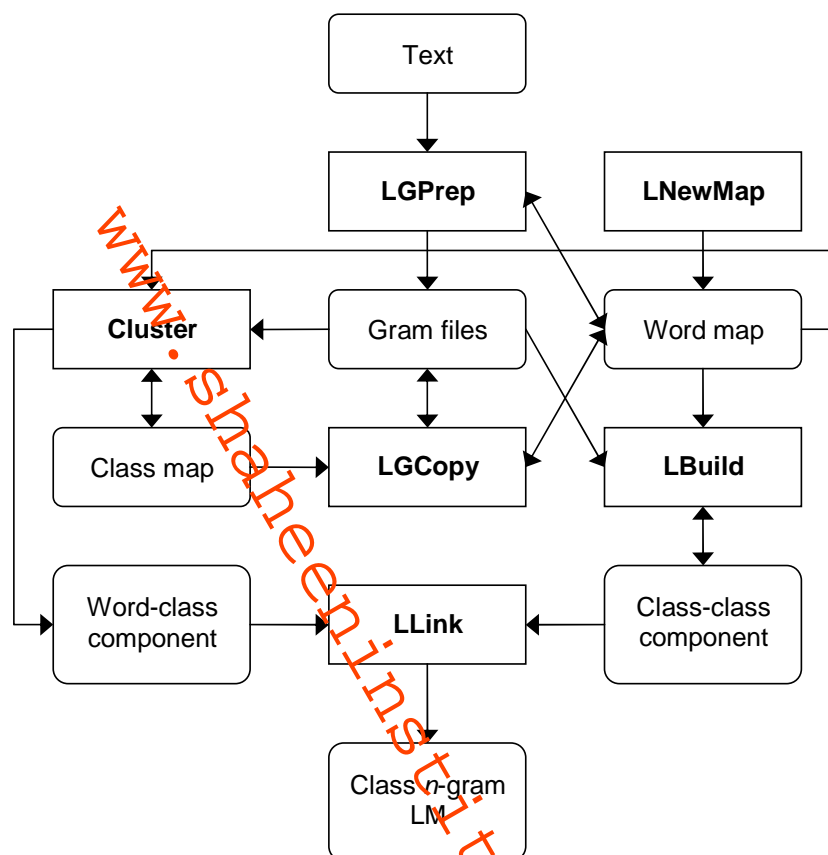 Text
LGPrep
LNewMap
Cluster
Gram files
Word map
Class map
LGCopy
LBuild
Word-class
component
LLink
Class-class
component
Class n-gram
LM
www.shaheeninstit